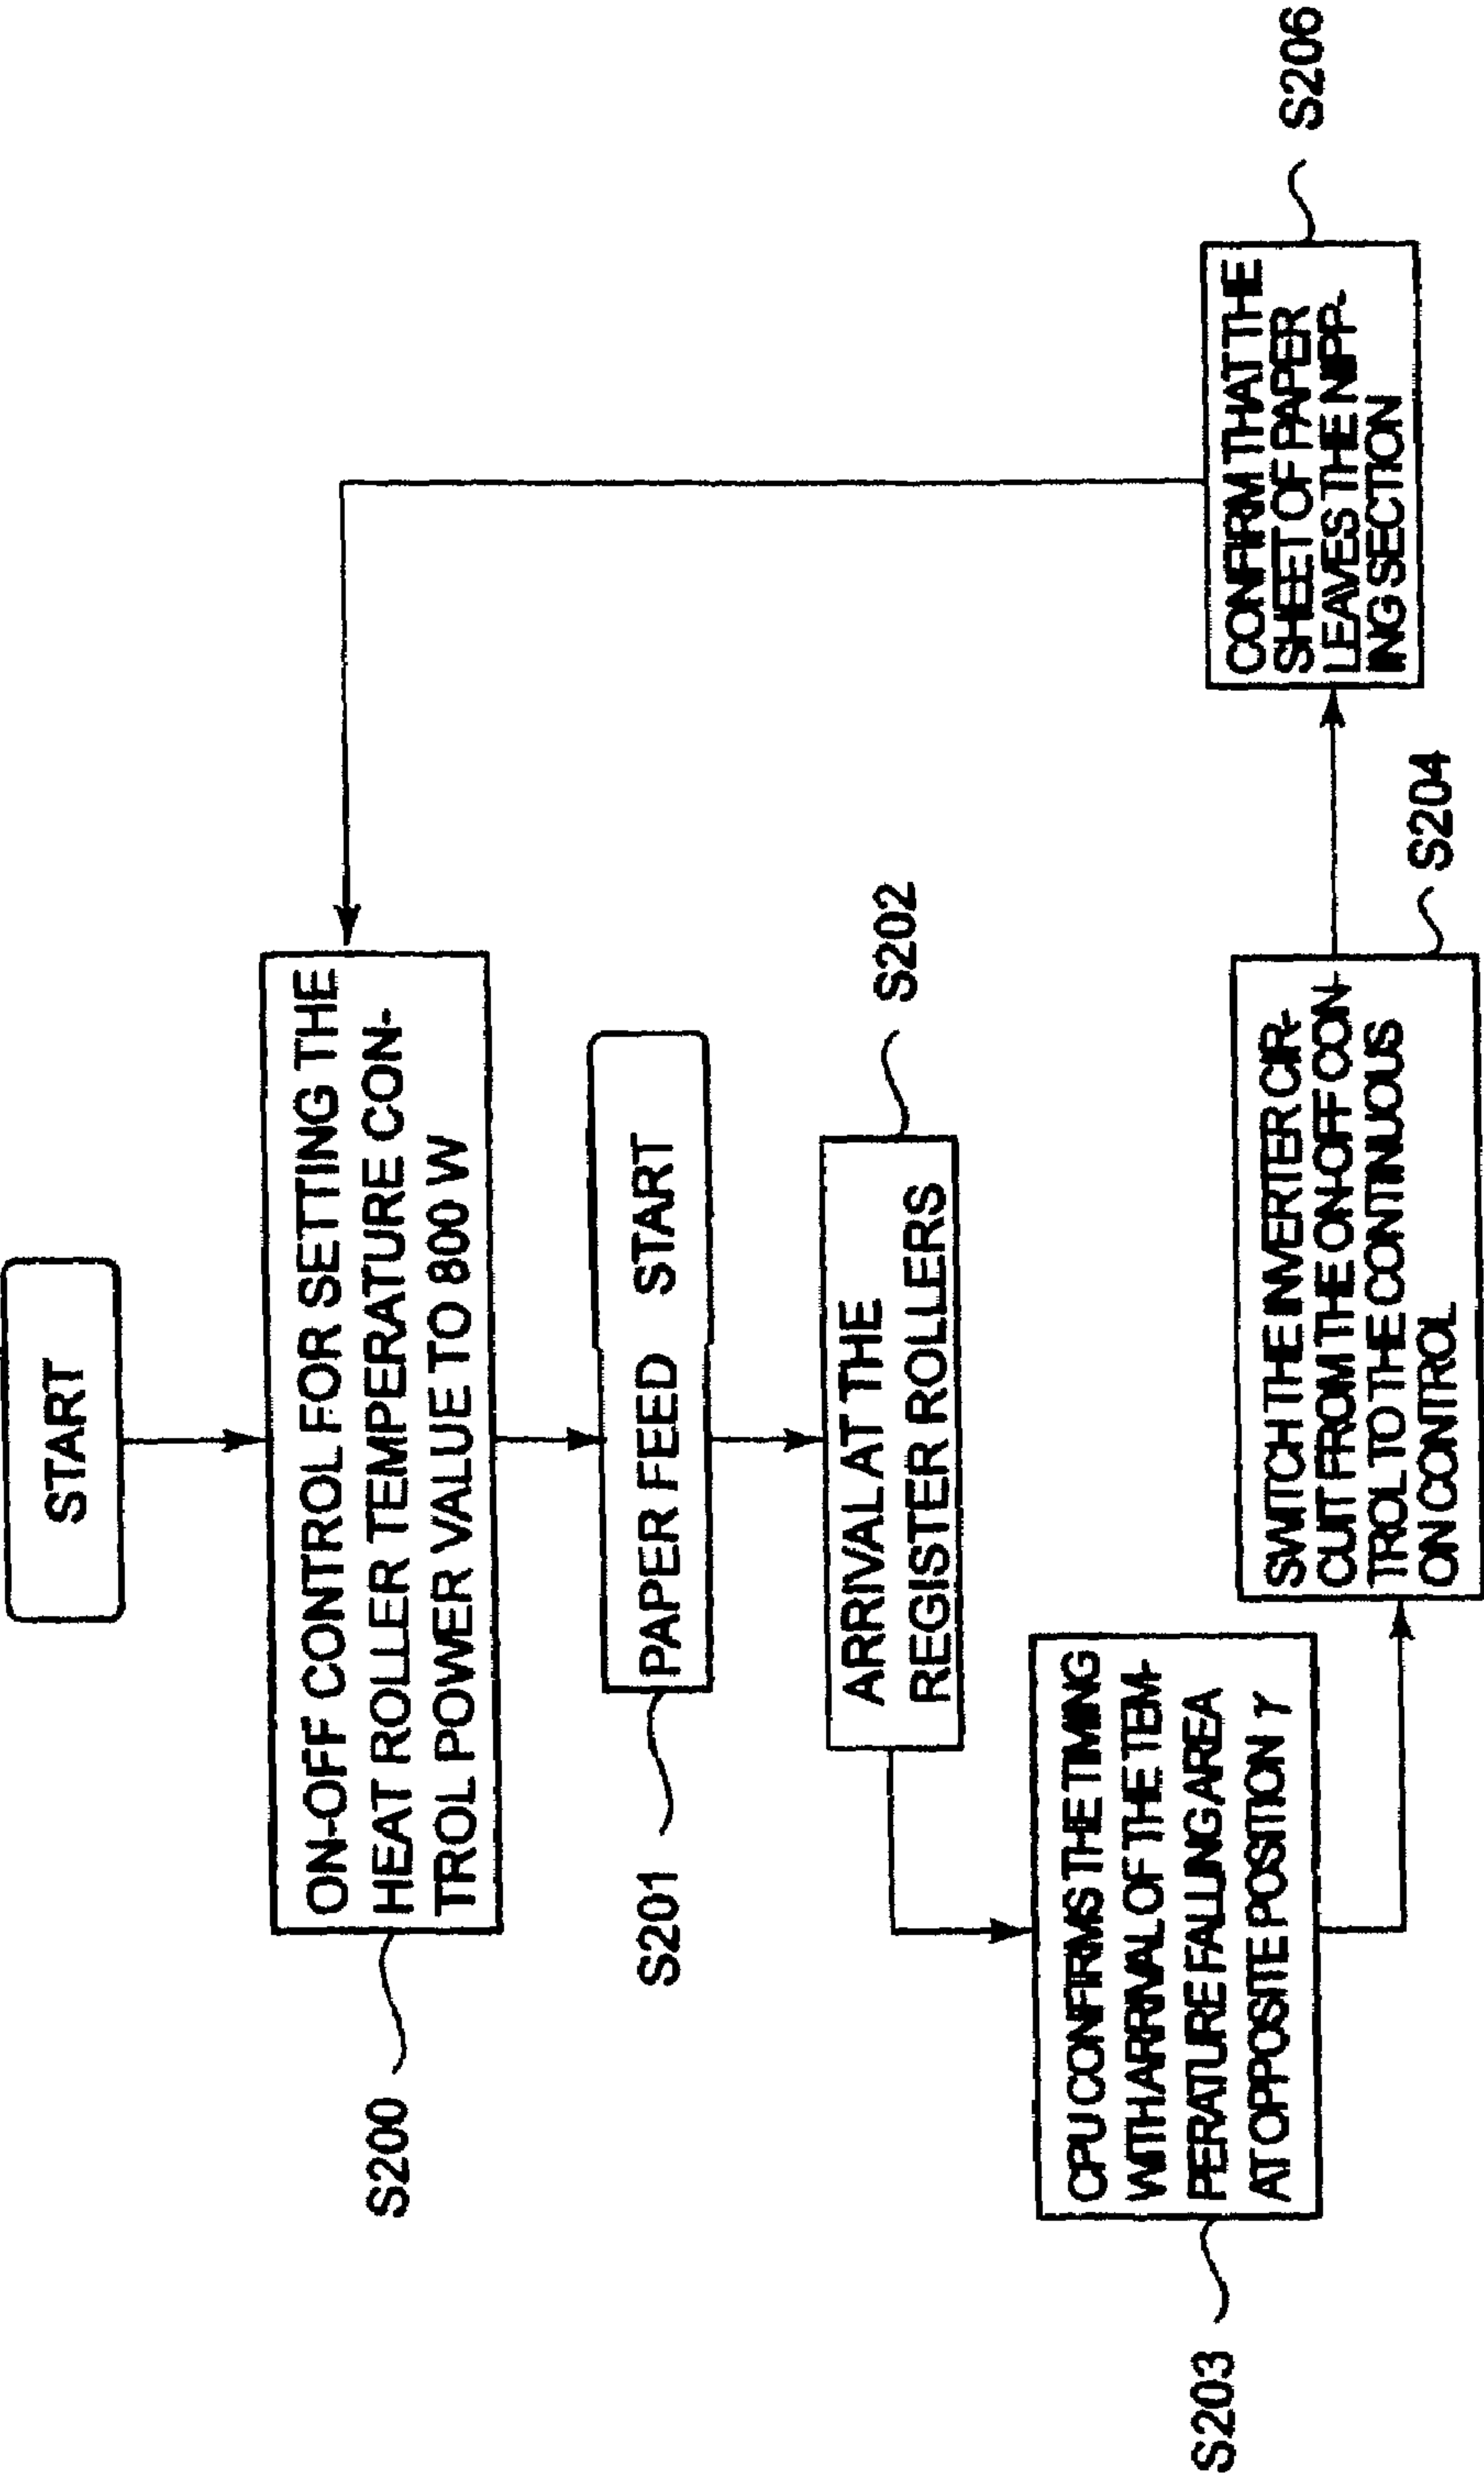 START
ON-OFF CONTROL FOR SETTING THE
HEAT ROLLER TEMPERATURE CON-
TROL POWER VALUE TO 800 W
S200
PAPER FEED START
S201
ARRIVAL AT THE
REGISTER ROLLERS
S202
CPU CONFIRMS THE TIMING
WITH ARRIVAL OF THE TEM-
PERATURE FALLING AREA
AT OPPOSITE POSITION γ
S203
SWITCH THE INVERTER CIR-
CUIT FROM THE ON-OFF CON-
TROL TO THE CONTINUOUS
ON CONTROL
S204
CONFIRM THAT THE
SHEET OF PAPER
LEAVES THE NIPP-
ING SECTION
S206